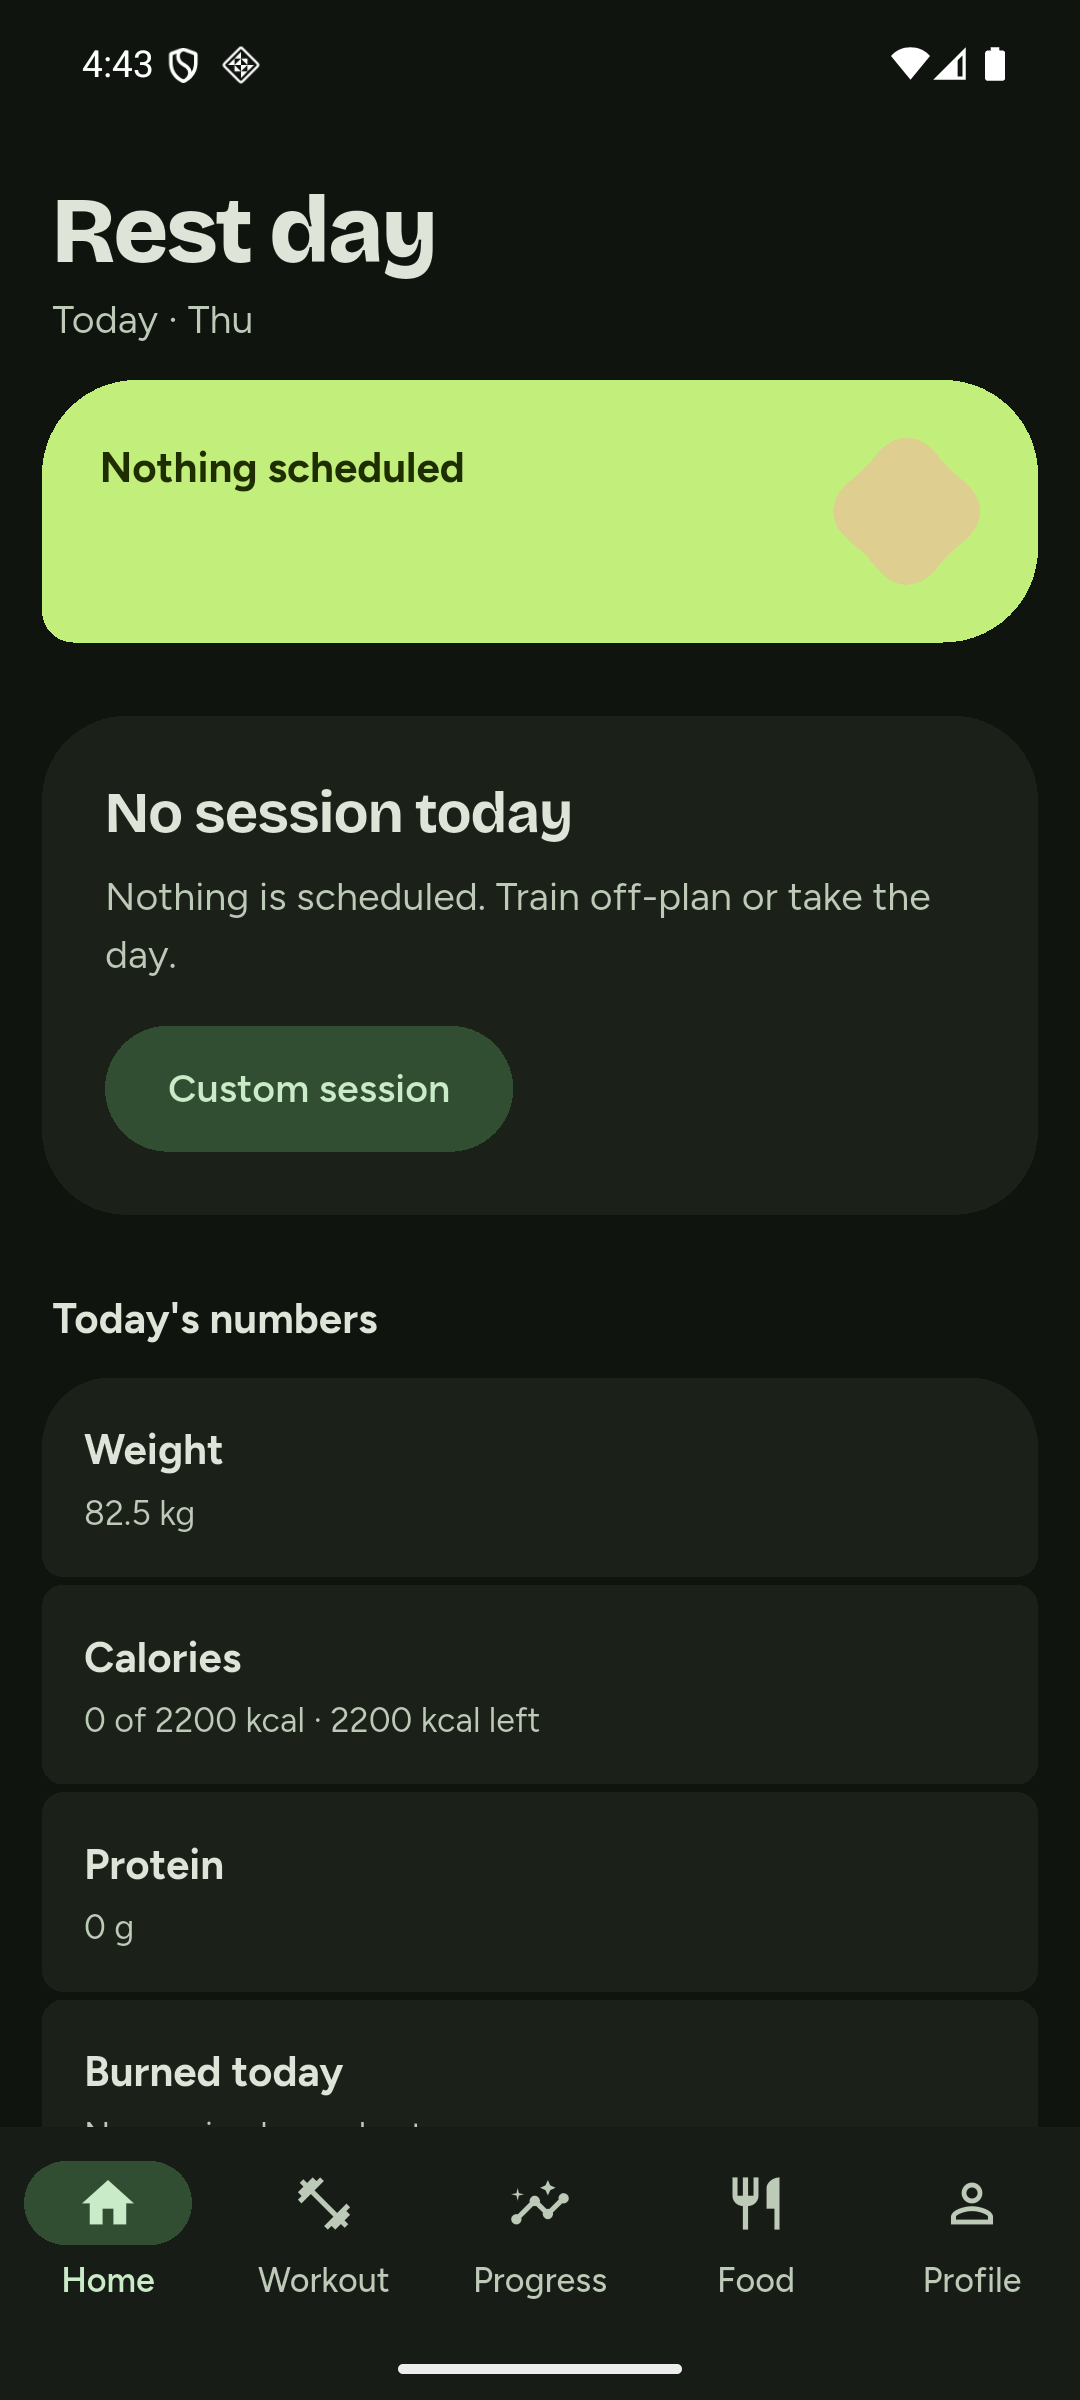 4:43
Rest day
Today · Thu
Nothing scheduled
No session today
Nothing is scheduled. Train off-plan or take the
day.
Custom session
Today's numbers
Weight
82.5 kg
Calories
0 of 2200 kcal · 2200 kcal left
Protein
0 g
Burned today
Home
Workout
Progress
Food
Profile